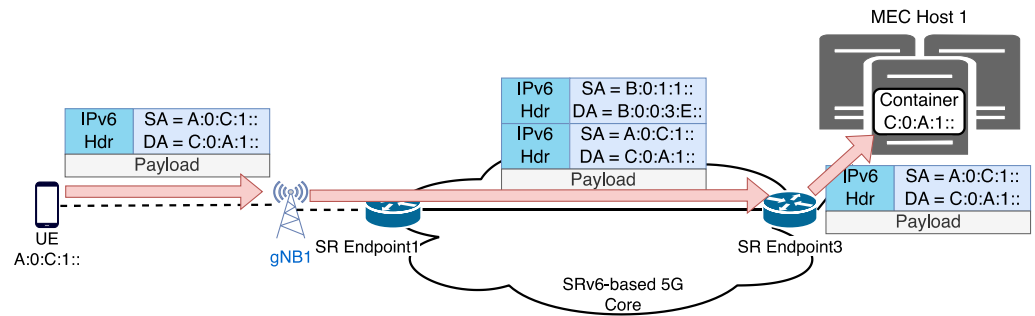 MEC Host 1
IPv6 SA = B:0:1:1::
Hdr DA = B:0:0:3:E::
IPv6 SA = A:0:C:1::
Hdr DA = C:0:A:1::
Payload
IPv6 SA = A:0:C:1::
Hdr DA = C:0:A:1::
Payload
Container
C:0:A:1::
IPv6 SA = A:0:C:1::
Hdr DA = C:0:A:1::
Payload
UE
A:0:C:1::
gNB1
SR Endpoint1
SR Endpoint3
SRv6-based 5G
Core